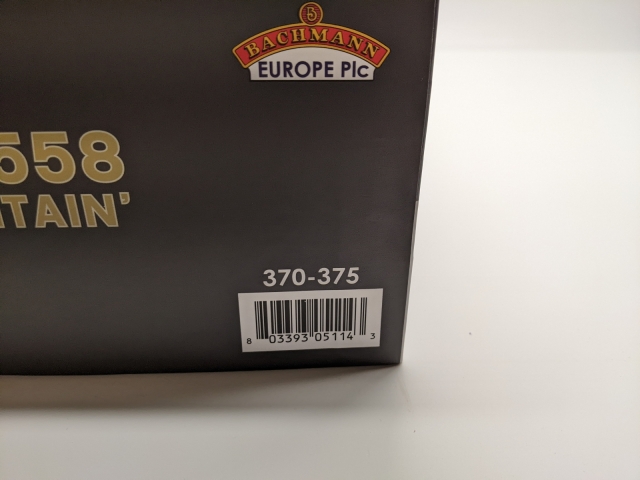 BACHMANN
EUROPE Plc
558
TAIN'
370-375
8 03393 05114 3